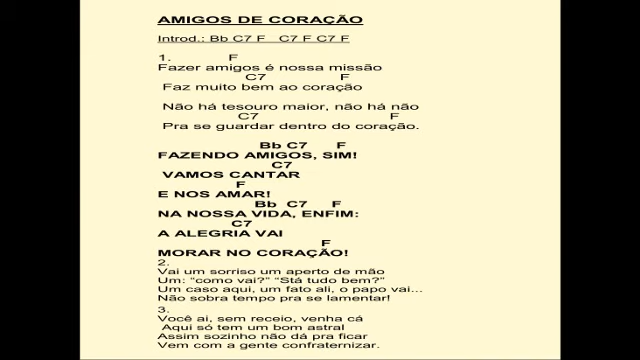 AMIGOS DE CORAÇÃO
Introd.: Bb C7 F   C7 F C7 F
1.           F
Fazer amigos é nossa missão
C7                F
Faz muito bem ao coração
Não há tesouro maior, não há não
C7                           F
Pra se guardar dentro do coração.
Bb C7      F
FAZENDO AMIGOS, SIM!
C7
VAMOS CANTAR
F
E NOS AMAR!
Bb  C7     F
NA NOSSA VIDA, ENFIM:
C7
A ALEGRIA VAI
F
MORAR NO CORAÇÃO!
2.
Vai um sorriso um aperto de mão
Um: “como vai?” “Stá tudo bem?”
Um caso aqui, um fato ali, o papo vai...
Não sobra tempo pra se lamentar!
3.
Você ai, sem receio, venha cá
Aqui só tem um bom astral
Assim sozinho não dá pra ficar
Vem com a gente confraternizar.